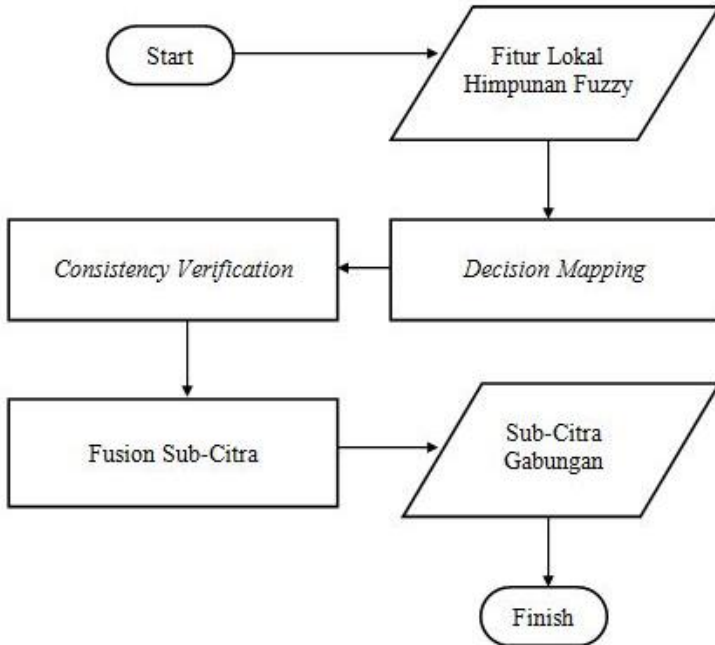 Start
Fitur Lokal
Himpunan Fuzzy
Decision Mapping
Consistency Verification
Fusion Sub-Citra
Sub-Citra
Gabungan
Finish